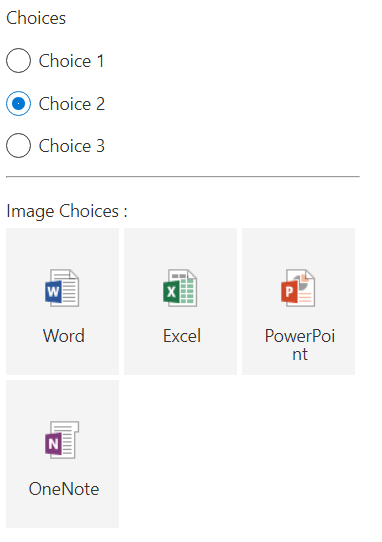 Choices
Choice 1
Choice 2
Choice 3
Image Choices :
W
X
P
Word
Excel
PowerPoi
nt
N
OneNote